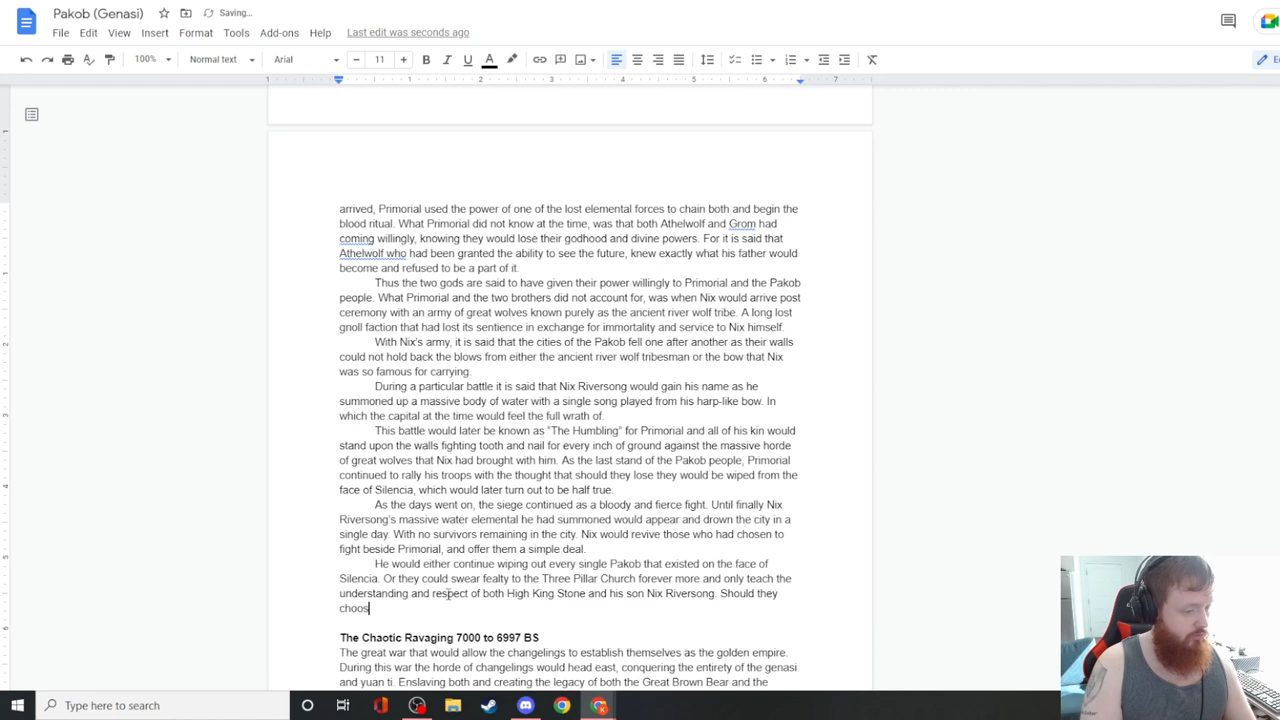 Pakob (Genasi)
Saving...
File Edit View Insert Format Tools Add-ons Help Last edit was seconds ago
100% Normal text Arial 11
1 1 2 3 4 5 6 7
arrived, Primorial used the power of one of the lost elemental forces to chain both and begin the
blood ritual. What Primorial did not know at the time, was that both Athelwolf and Grom had
coming willingly, knowing they would lose their godhood and divine powers. For it is said that
Athelwolf who had been granted the ability to see the future, knew exactly what his father would
become and refused to be a part of it.
Thus the two gods are said to have given their power willingly to Primorial and the Pakob
people. What Primorial and the two brothers did not account for, was when Nix would arrive post
ceremony with an army of great wolves known purely as the ancient river wolf tribe. A long lost
gnoll faction that had lost its sentience in exchange for immortality and service to Nix himself.
With Nix's army, it is said that the cities of the Pakob fell one after another as their walls
could not hold back the blows from either the ancient river wolf tribesman or the bow that Nix
was so famous for carrying.
During a particular battle it is said that Nix Riversong would gain his name as he
summoned up a massive body of water with a single song played from his harp-like bow. In
which the capital at the time would feel the full wrath of.
This battle would later be known as "The Humbling" for Primorial and all of his kin would
stand upon the walls fighting tooth and nail for every inch of ground against the massive horde
of great wolves that Nix had brought with him. As the last stand of the Pakob people, Primorial
continued to rally his troops with the thought that should they lose they would be wiped from the
face of Silencia, which would later turn out to be half true.
As the days went on, the siege continued as a bloody and fierce fight. Until finally Nix
Riversong's massive water elemental he had summoned would appear and drown the city in a
single day. With no survivors remaining in the city. Nix would revive those who had chosen to
fight beside Primorial, and offer them a simple deal.
He would either continue wiping out every single Pakob that existed on the face of
Silencia. Or they could swear fealty to the Three Pillar Church forever more and only teach the
understanding and respect of both High King Stone and his son Nix Riversong. Should they
choos
The Chaotic Ravaging 7000 to 6997 BS
The great war that would allow the changelings to establish themselves as the golden empire.
During this war the horde of changelings would head east, conquering the entirety of the genasi
and yuan ti. Enslaving both and creating the legacy of both the Great Brown Bear and the
Type here to search